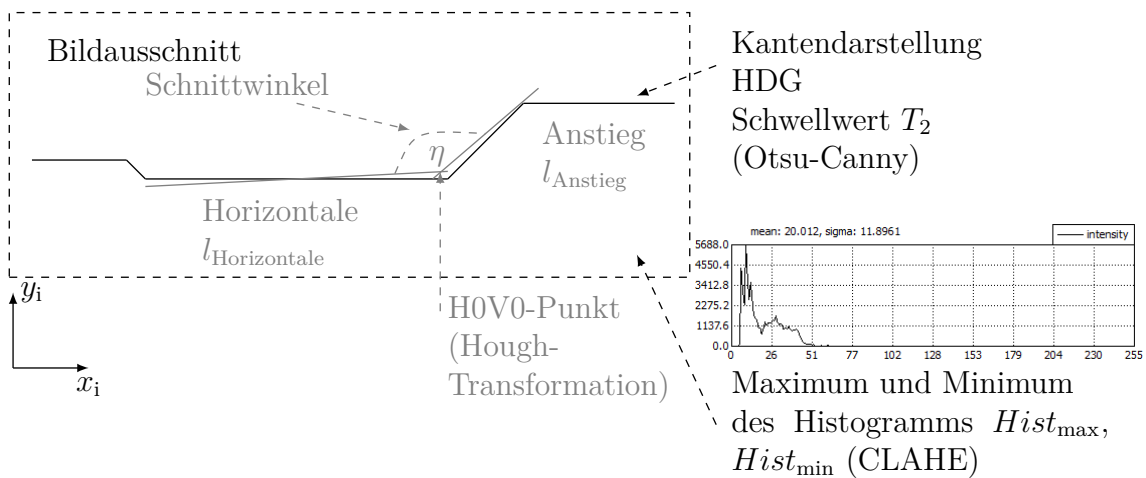 Bildausschnitt
Schnittwinkel
η
Anstieg
l_Anstieg
Horizontale
l_Horizontale
H0V0-Punkt
(Hough-
Transformation)
y_i
x_i
Kantendarstellung
HDG
Schwellwert T_2
(Otsu-Canny)
mean: 20.012, sigma: 11.8961
intensity
5688.0
4550.4
3412.8
2275.2
1137.6
0.0
0 26 51 77 102 128 153 179 204 230 255
Maximum und Minimum
des Histogramms Hist_max,
Hist_min (CLAHE)